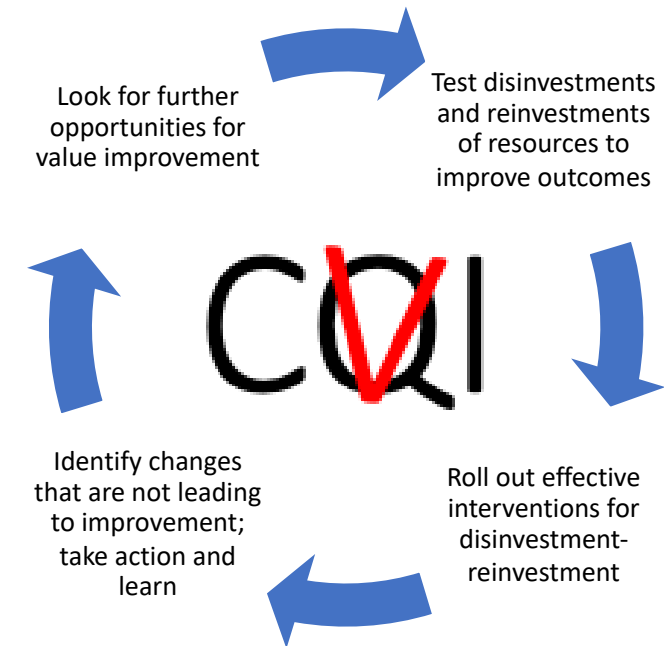 Look for further
opportunities for
value improvement
Test disinvestments
and reinvestments
of resources to
improve outcomes
CQI
V
Identify changes
that are not leading
to improvement;
take action and
learn
Roll out effective
interventions for
disinvestment-
reinvestment